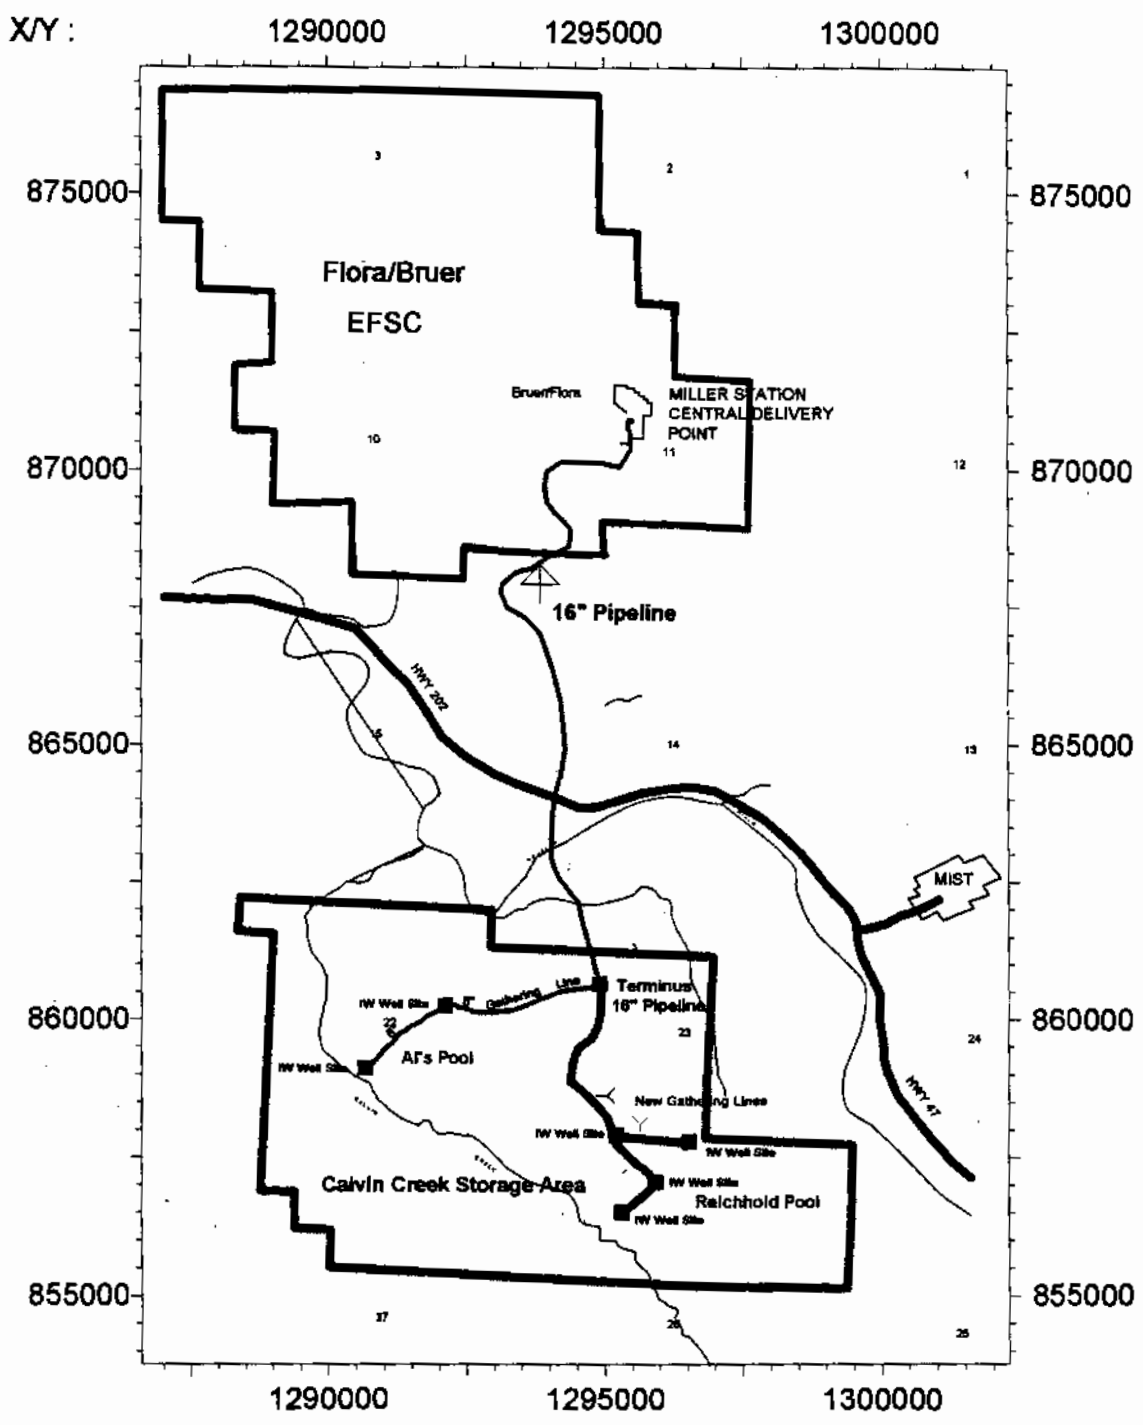 X/Y :
1290000 1295000 1300000
3
2
1
875000 875000
Flora/Bruer
EFSC
Bruer/Flora
MILLER STATION
CENTRAL DELIVERY
POINT
10
11
12
870000 870000
16" Pipeline
HWY 202
15
14
13
865000 865000
MIST
Terminus
16" Pipeline
Gathering Line
IW Well Site
22
23
24
860000 860000
Al's Pool
IW Well Site
New Gathering Lines
HWY 47
IW Well Site
IW Well Site
Calvin Creek Storage Area
IW Well Site
Reichhold Pool
IW Well Site
855000 855000
26
25
1290000 1295000 1300000